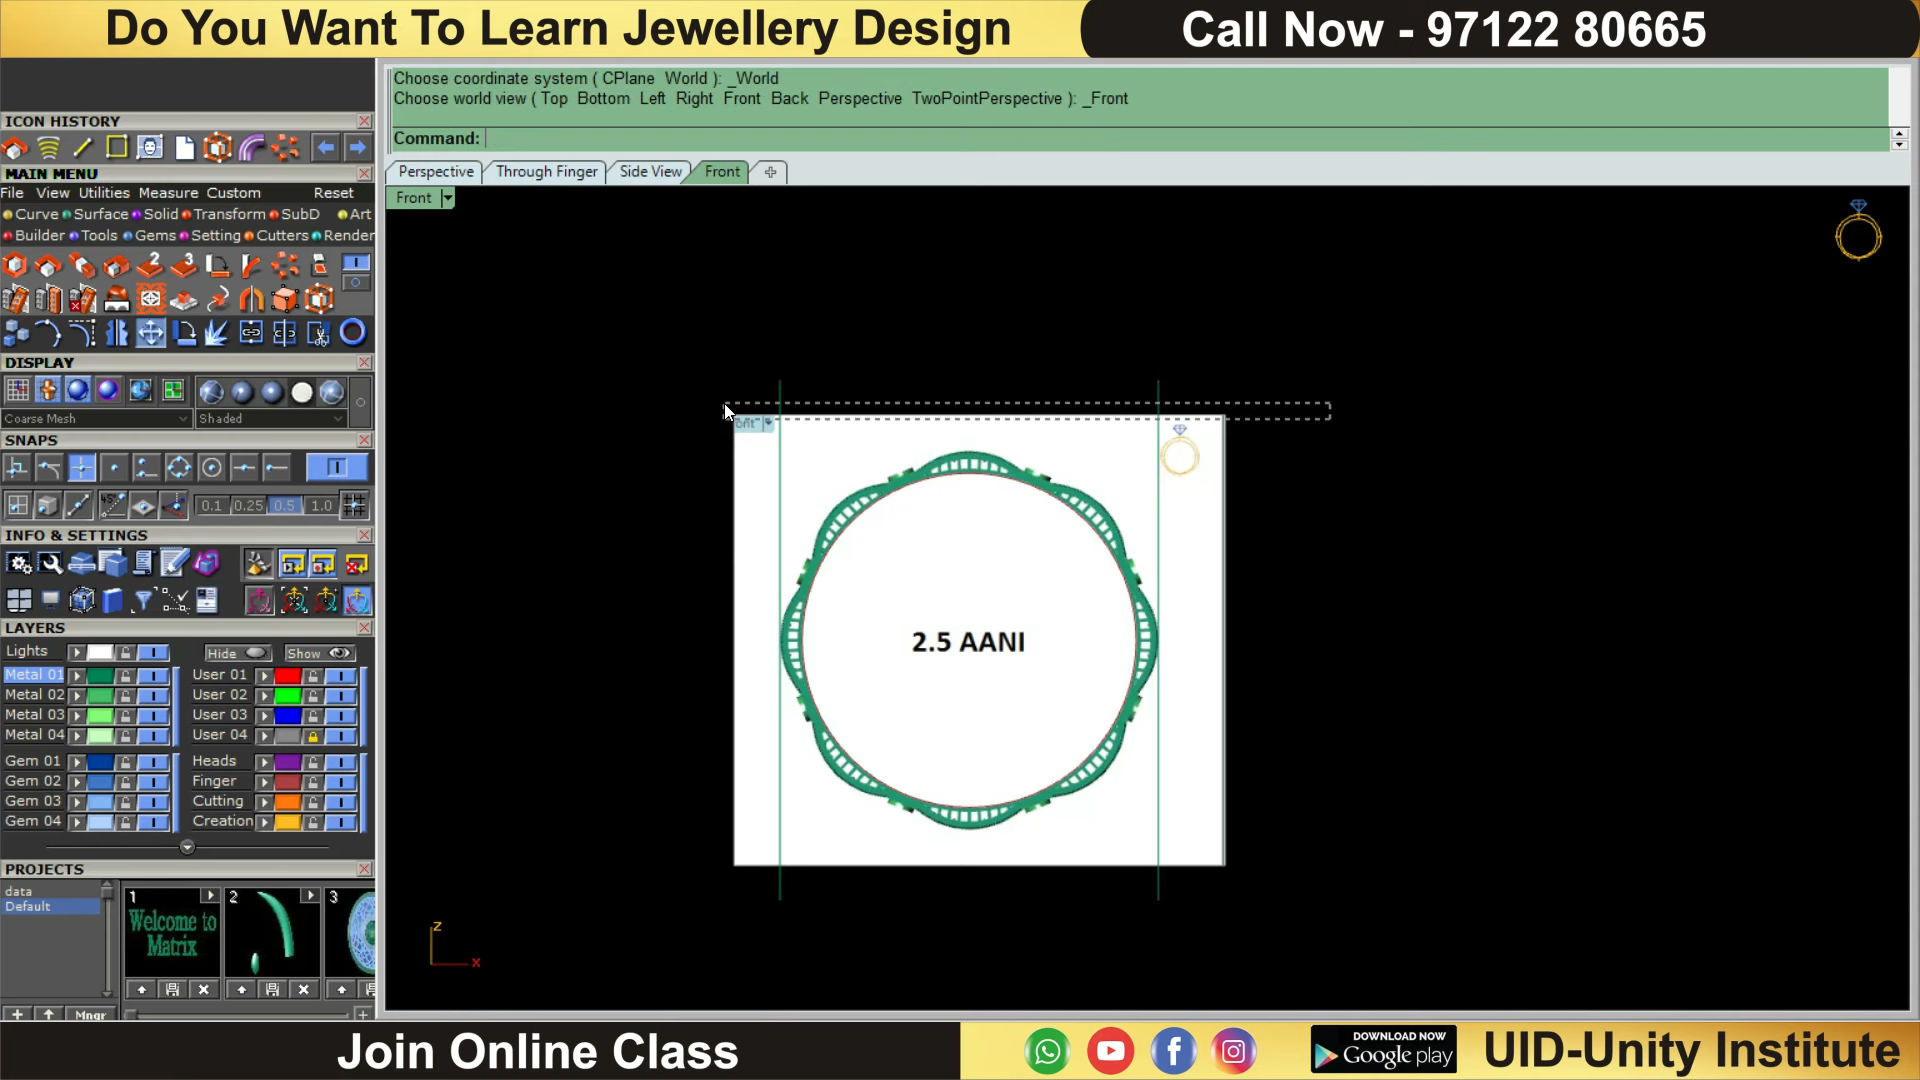 Do You Want To Learn Jewellery Design
Call Now - 97122 80665
Choose coordinate system ( CPlane World ): _World
Choose world view ( Top Bottom Left Right Front Back Perspective TwoPointPerspective ): _Front
Command:
Perspective Through Finger Side View Front
Front
ICON HISTORY
MAIN MENU
File View Utilities Measure Custom Reset
Curve Surface Solid Transform SubD Art
Builder Tools Gems Setting Cutters Render
2 3
DISPLAY
Coarse Mesh Shaded
SNAPS
45°
0.1 0.25 0.5 1.0
INFO & SETTINGS
LAYERS
Lights Hide Show
Metal 01 User 01
Metal 02 User 02
Metal 03 User 03
Metal 04 User 04
Gem 01 Heads
Gem 02 Finger
Gem 03 Cutting
Gem 04 Creation
PROJECTS
data
Default
1 2 3
Welcome to
Matrix
Mngr
2.5 AANI
z
x
Join Online Class
DOWNLOAD NOW
Google play
UID-Unity Institute